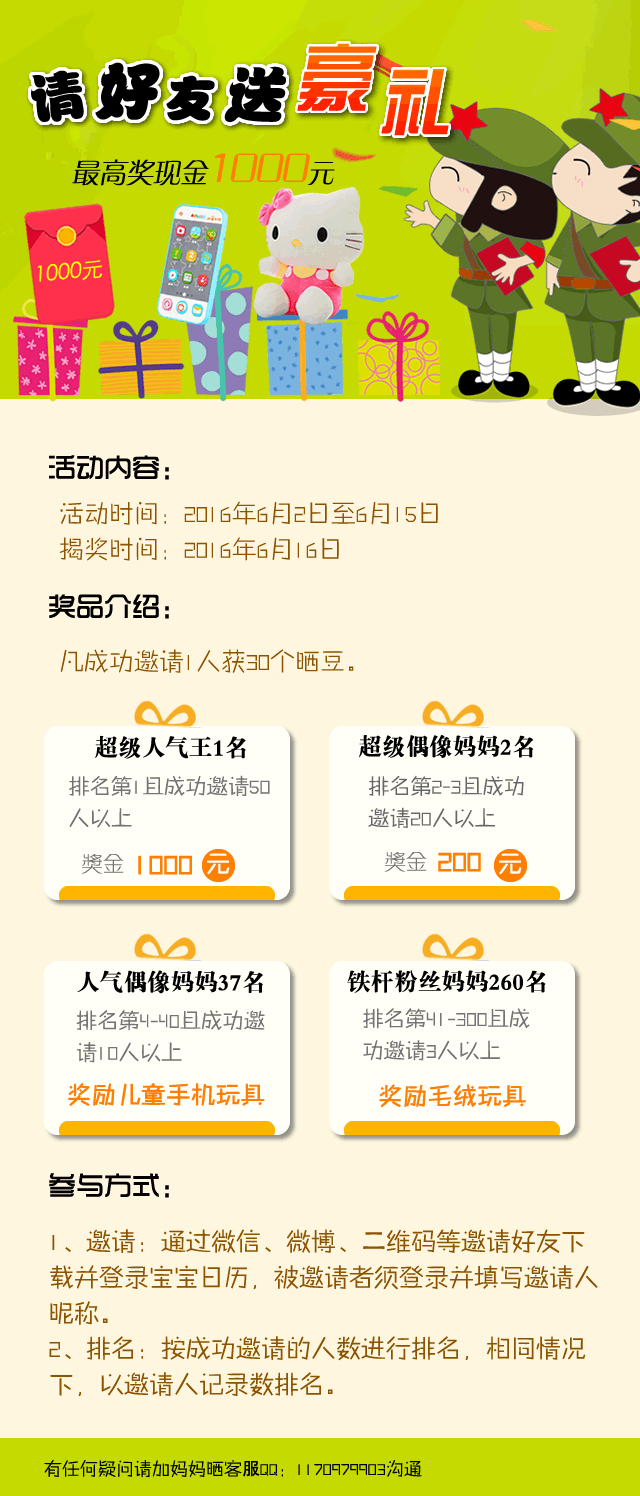 请好友送豪礼
最高奖现金1000元
1000元
活动内容：
活动时间：2016年6月2日至6月15日
揭奖时间：2016年6月16日
奖品介绍：
凡成功邀请1人获30个晒豆。
超级人气王1名
排名第1且成功邀请50
人以上
奖金 1000 元
超级偶像妈妈2名
排名第2-3且成功
邀请20人以上
奖金 200 元
人气偶像妈妈37名
排名第4-40且成功邀
请10人以上
奖励儿童手机玩具
铁杆粉丝妈妈260名
排名第41-300且成
功邀请3人以上
奖励毛绒玩具
参与方式：
1、邀请：通过微信、微博、二维码等邀请好友下
载并登录宝宝日历，被邀请者须登录并填写邀请人
昵称。
2、排名：按成功邀请的人数进行排名，相同情况
下，以邀请人记录数排名。
有任何疑问请加妈妈晒客服QQ：1170979903沟通